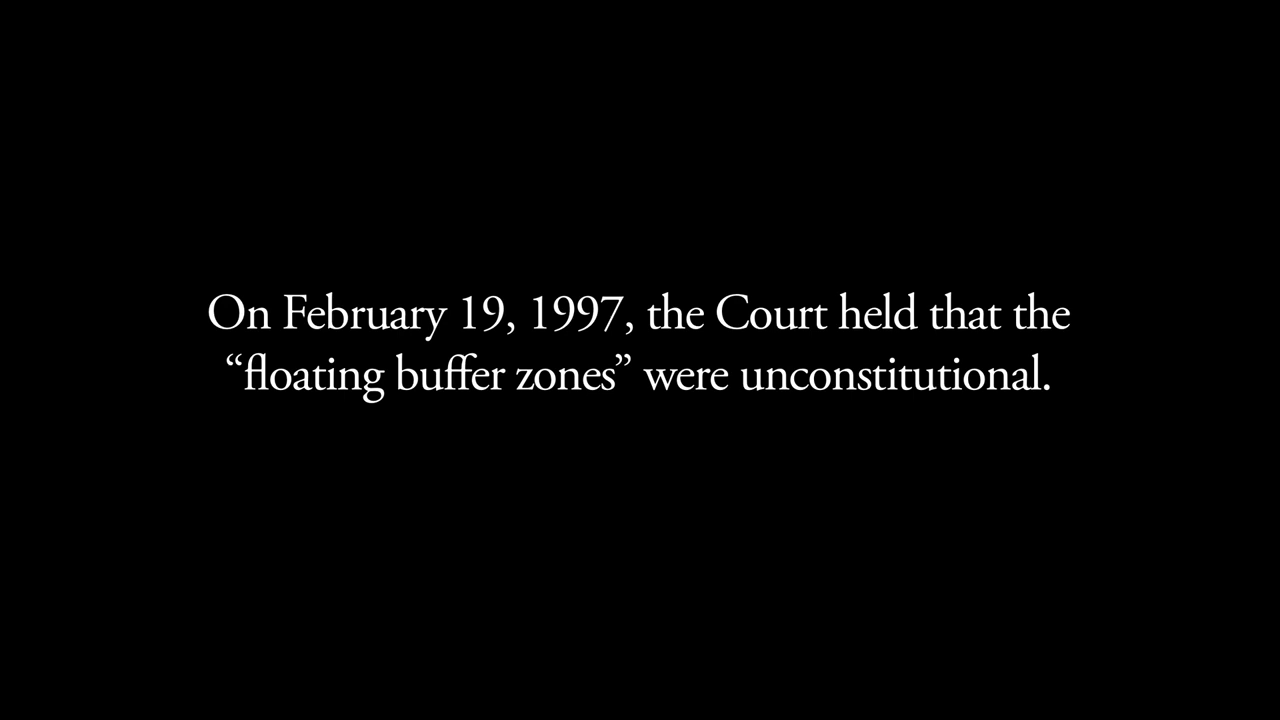 On February 19, 1997, the Court held that the
“floating buffer zones” were unconstitutional.